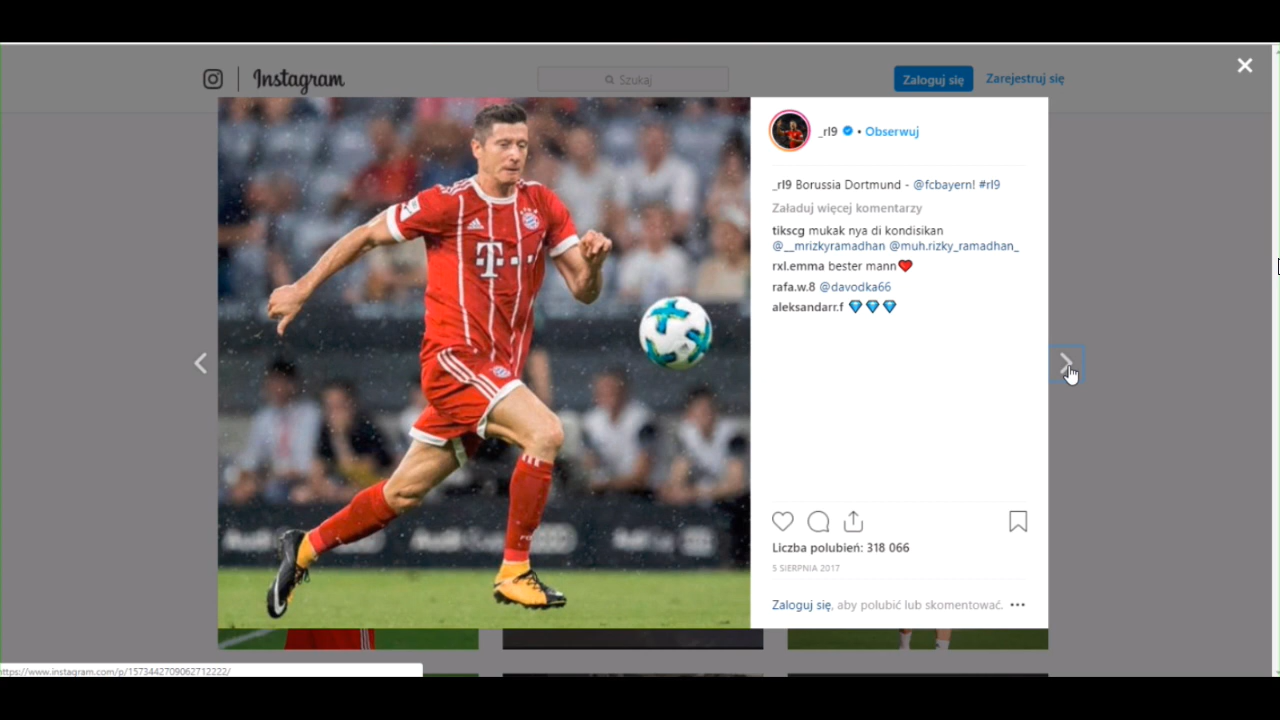 Instagram
Szukaj
Zaloguj się
Zarejestruj się
_rl9 • Obserwuj
_rl9 Borussia Dortmund - @fcbayern! #rl9
Załaduj więcej komentarzy
tikscg mukak nya di kondisikan
@__mrizkyramadhan @muh.rizky_ramadhan_
rxl.emma bester mann❤️
rafa.w.8 @davodka66
aleksandarr.f 💎💎💎
T
Audi Cup
Liczba polubień: 318 066
5 SIERPNIA 2017
Zaloguj się, aby polubić lub skomentować.
https://www.instagram.com/p/1573442709062712222/